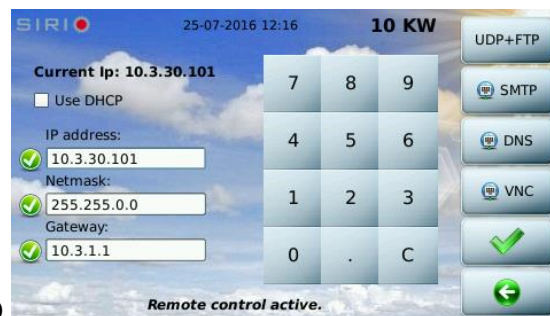 SIRIO
25-07-2016 12:16
10 KW
Current Ip: 10.3.30.101
Use DHCP
IP address:
10.3.30.101
Netmask:
255.255.0.0
Gateway:
10.3.1.1
7 8 9
4 5 6
1 2 3
0 . C
UDP+FTP
SMTP
DNS
VNC
Remote control active.